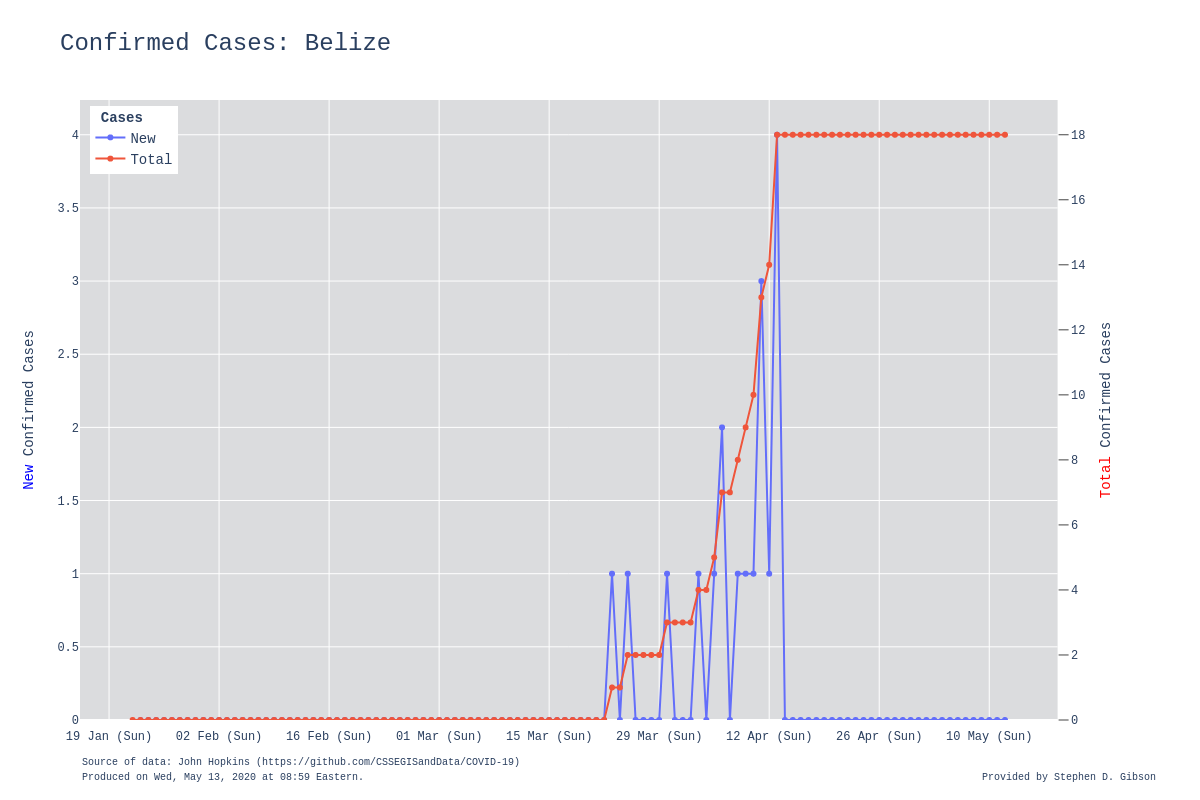 Confirmed Cases: Belize
Cases
New
Total
4
3.5
3
2.5
2
1.5
1
0.5
0
18
16
14
12
10
8
6
4
2
0
New Confirmed Cases
Total Confirmed Cases
19 Jan (Sun) 02 Feb (Sun) 16 Feb (Sun) 01 Mar (Sun) 15 Mar (Sun) 29 Mar (Sun) 12 Apr (Sun) 26 Apr (Sun) 10 May (Sun)
Source of data: John Hopkins (https://github.com/CSSEGISandData/COVID-19)
Produced on Wed, May 13, 2020 at 08:59 Eastern.
Provided by Stephen D. Gibson